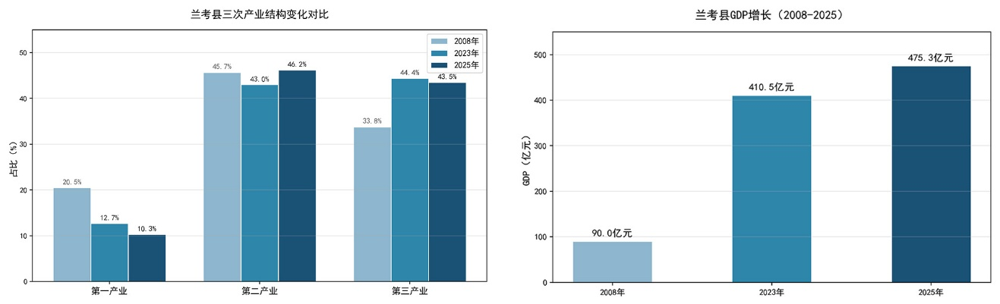 兰考县三次产业结构变化对比
占比 (%)
50
40
30
20
10
0
2008年
2023年
2025年
20.5%
12.7%
10.3%
45.7%
43.0%
46.2%
33.8%
44.4%
43.5%
第一产业
第二产业
第三产业
兰考县GDP增长（2008-2025）
GDP（亿元）
500
400
300
200
100
0
90.0亿元
410.5亿元
475.3亿元
2008年
2023年
2025年